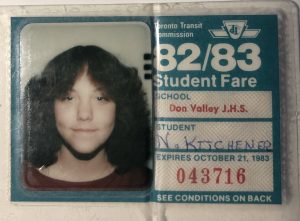 Toronto Transit
Commission
82/83
Student Fare
SCHOOL
Don Valley J.H.S.
STUDENT
N. KITCHENER
EXPIRES OCTOBER 21, 1983
043716
SEE CONDITIONS ON BACK